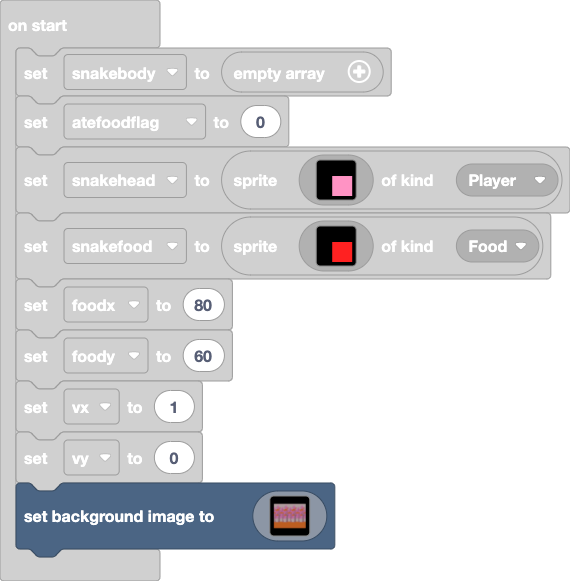 on start
set snakebody to empty array
set atefoodflag to 0
set snakehead to sprite of kind Player
set snakefood to sprite of kind Food
set foodx to 80
set foody to 60
set vx to 1
set vy to 0
set background image to